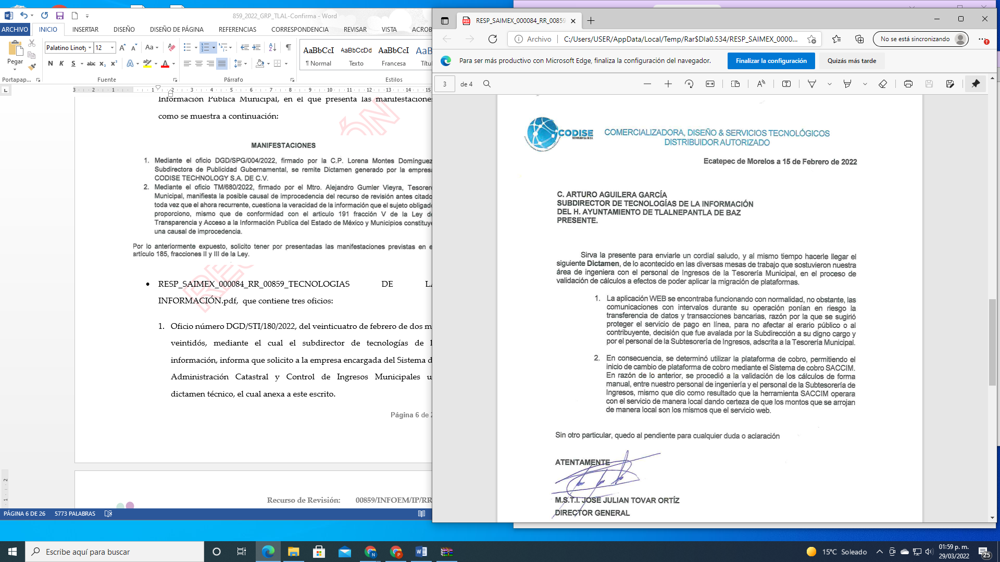 859_2022_GRP_TLAL-Confirma - Word
ARCHIVO INICIO INSERTAR DISEÑO DISEÑO DE PÁGINA REFERENCIAS CORRESPONDENCIA REVISAR VISTA ACROB
Pegar
Palatino Linoty 12
AaBbCcI AaBbCcDd AaBbCcI AaBb
¶ Normal Texto Francesa Títul
Portapap... Fuente Párrafo Estilos
Información Pública Municipal, en el que presenta las manifestaciones
como se muestra a continuación:
MANIFESTACIONES
1. Mediante el oficio DGD/SPG/004/2022, firmado por la C.P. Lorena Montes Domínguez
Subdirectora de Publicidad Gubernamental, se remite Dictamen generado por la empresa
CODISE TECHNOLOGY S.A. DE C.V.
2. Mediante el oficio TM/680/2022, firmado por el Mtro. Alejandro Gumler Vieyra, Tesorero
Municipal, manifiesta la posible causal de improcedencia del recurso de revisión antes citado
toda vez que el ahora recurrente, cuestiona la veracidad de la información que el sujeto obligado
proporciono, mismo que de conformidad con el articulo 191 fracción V de la Ley de
Transparencia y Acceso a la Información Publica del Estado de México y Municipios constituye
una causal de improcedencia.
Por lo anteriormente expuesto, solicito tener por presentadas las manifestaciones previstas en e
artículo 185, fracciones II y III de la Ley.
• RESP_SAIMEX_000084_RR_00859_TECNOLOGIAS DE LA
INFORMACIÓN.pdf, que contiene tres oficios:
1. Oficio número DGD/STI/180/2022, del veinticuatro de febrero de dos m
veintidós, mediante el cual el subdirector de tecnologías de l
información, informa que solicito a la empresa encargada del Sistema d
Administración Catastral y Control de Ingresos Municipales u
dictamen técnico, el cual anexa a este escrito.
Página 6 de 2
Recurso de Revisión: 00859/INFOEM/IP/RR
PÁGINA 6 DE 26 5773 PALABRAS
RESP_SAIMEX_000084_RR_00859
Archivo C:/Users/USER/AppData/Local/Temp/Rar$DIa0.534/RESP_SAIMEX_0000...
No se está sincronizando
Para ser más productivo con Microsoft Edge, finaliza la configuración del navegador.
Finalizar la configuración
Quizás más tarde
3 de 4
CODISE
TECHNOLOGY S.A. DE C.V.
COMERCIALIZADORA, DISEÑO & SERVICIOS TECNOLÓGICOS
DISTRIBUIDOR AUTORIZADO
Ecatepec de Morelos a 15 de Febrero de 2022
C. ARTURO AGUILERA GARCÍA
SUBDIRECTOR DE TECNOLOGÍAS DE LA INFORMACIÓN
DEL H. AYUNTAMIENTO DE TLALNEPANTLA DE BAZ
PRESENTE.
Sirva la presente para enviarle un cordial saludo, y al mismo tiempo hacerle llegar el
siguiente Dictamen, de lo acontecido en las diversas mesas de trabajo que sostuvieron nuestra
área de ingeniera con el personal de Ingresos de la Tesorería Municipal, en el proceso de
validación de cálculos a efectos de poder aplicar la migración de plataformas.
1. La aplicación WEB se encontraba funcionando con normalidad, no obstante, las
comunicaciones con intervalos durante su operación ponían en riesgo la
transferencia de datos y transacciones bancarias, razón por la que se sugirió
proteger el servicio de pago en línea, para no afectar al erario público o al
contribuyente, decisión que fue avalada por la Subdirección a su digno cargo y
por el personal de la Subtesorería de Ingresos, adscrita a la Tesorería Municipal.
2. En consecuencia, se determinó utilizar la plataforma de cobro, permitiendo el
inicio de cambio de plataforma de cobro mediante el Sistema de cobro SACCIM.
En razón de lo anterior, se procedió a la validación de los cálculos de forma
manual, entre nuestro personal de ingeniería y el personal de la Subtesorería de
Ingresos, mismo que dio como resultado que la herramienta SACCIM operara
con el servicio de manera local dando certeza de que los montos que se arrojan
de manera local son los mismos que el servicio web.
Sin otro particular, quedo al pendiente para cualquier duda o aclaración
ATENTAMENTE
M.S.T.I. JOSE JULIAN TOVAR ORTÍZ
DIRECTOR GENERAL
Escribe aquí para buscar
15°C Soleado
01:59 p. m.
29/03/2022
25